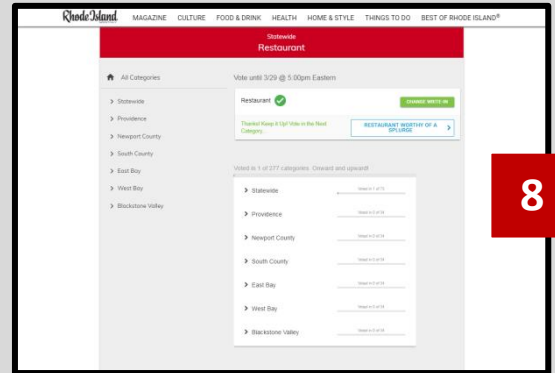 Rhode Island MAGAZINE CULTURE FOOD & DRINK HEALTH HOME & STYLE THINGS TO DO BEST OF RHODE ISLAND®
Statewide
Restaurant
All Categories
Statewide
Providence
Newport County
South County
East Bay
West Bay
Blackstone Valley
Vote until 3/29 @ 5:00pm Eastern
Restaurant
CHANGE WRITE-IN
Thanks! Keep it Up! Vote in the Next
Category...
RESTAURANT WORTHY OF A
SPLURGE
Voted in 1 of 277 categories. Onward and upward!
Statewide
Providence
Newport County
South County
East Bay
West Bay
Blackstone Valley
8